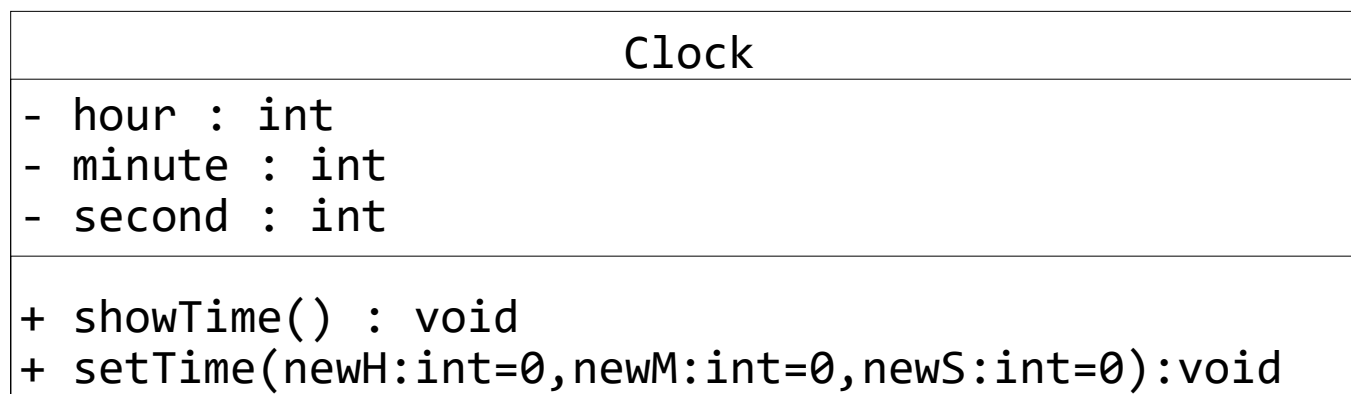 Clock
- hour : int
- minute : int
- second : int
+ showTime() : void
+ setTime(newH:int=0,newM:int=0,newS:int=0):void